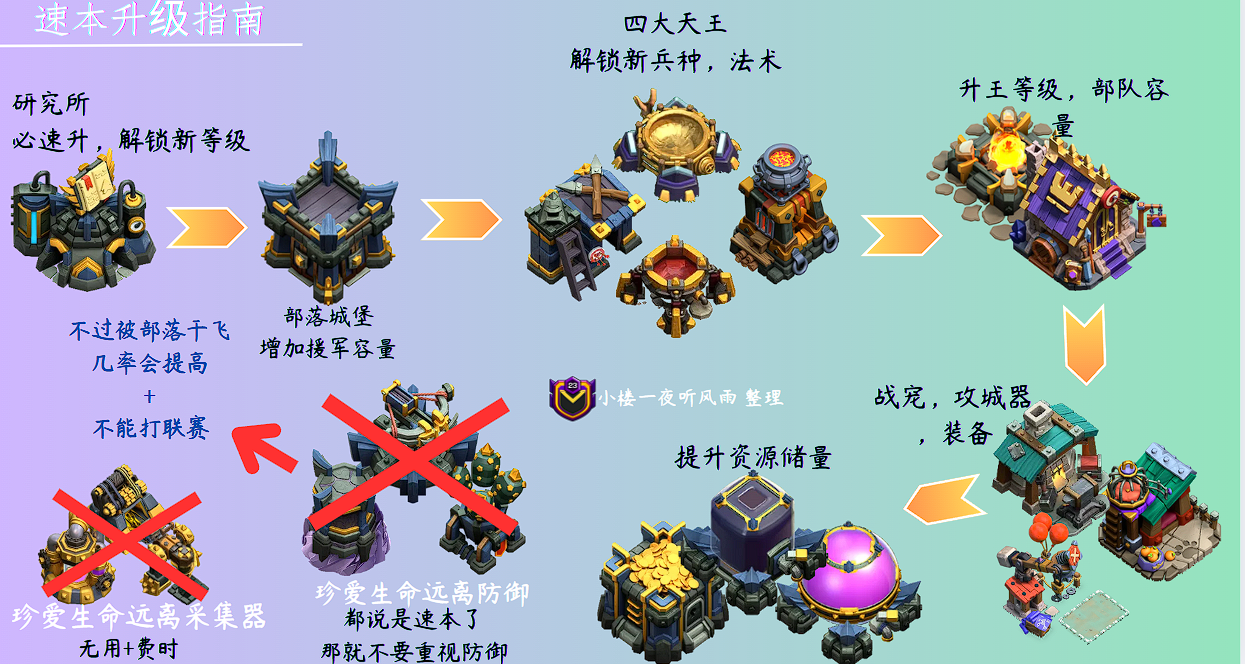 速本升级指南
研究所
必速升，解锁新等级
四大天王
解锁新兵种，法术
升王等级，部队容
量
部落城堡
增加援军容量
不过被部落干飞
几率会提高
+
不能打联赛
23
小楼一夜听风雨 整理
战宠，攻城器
，装备
提升资源储量
珍爱生命远离防御
都说是速本了
那就不要重视防御
珍爱生命远离采集器
无用+费时